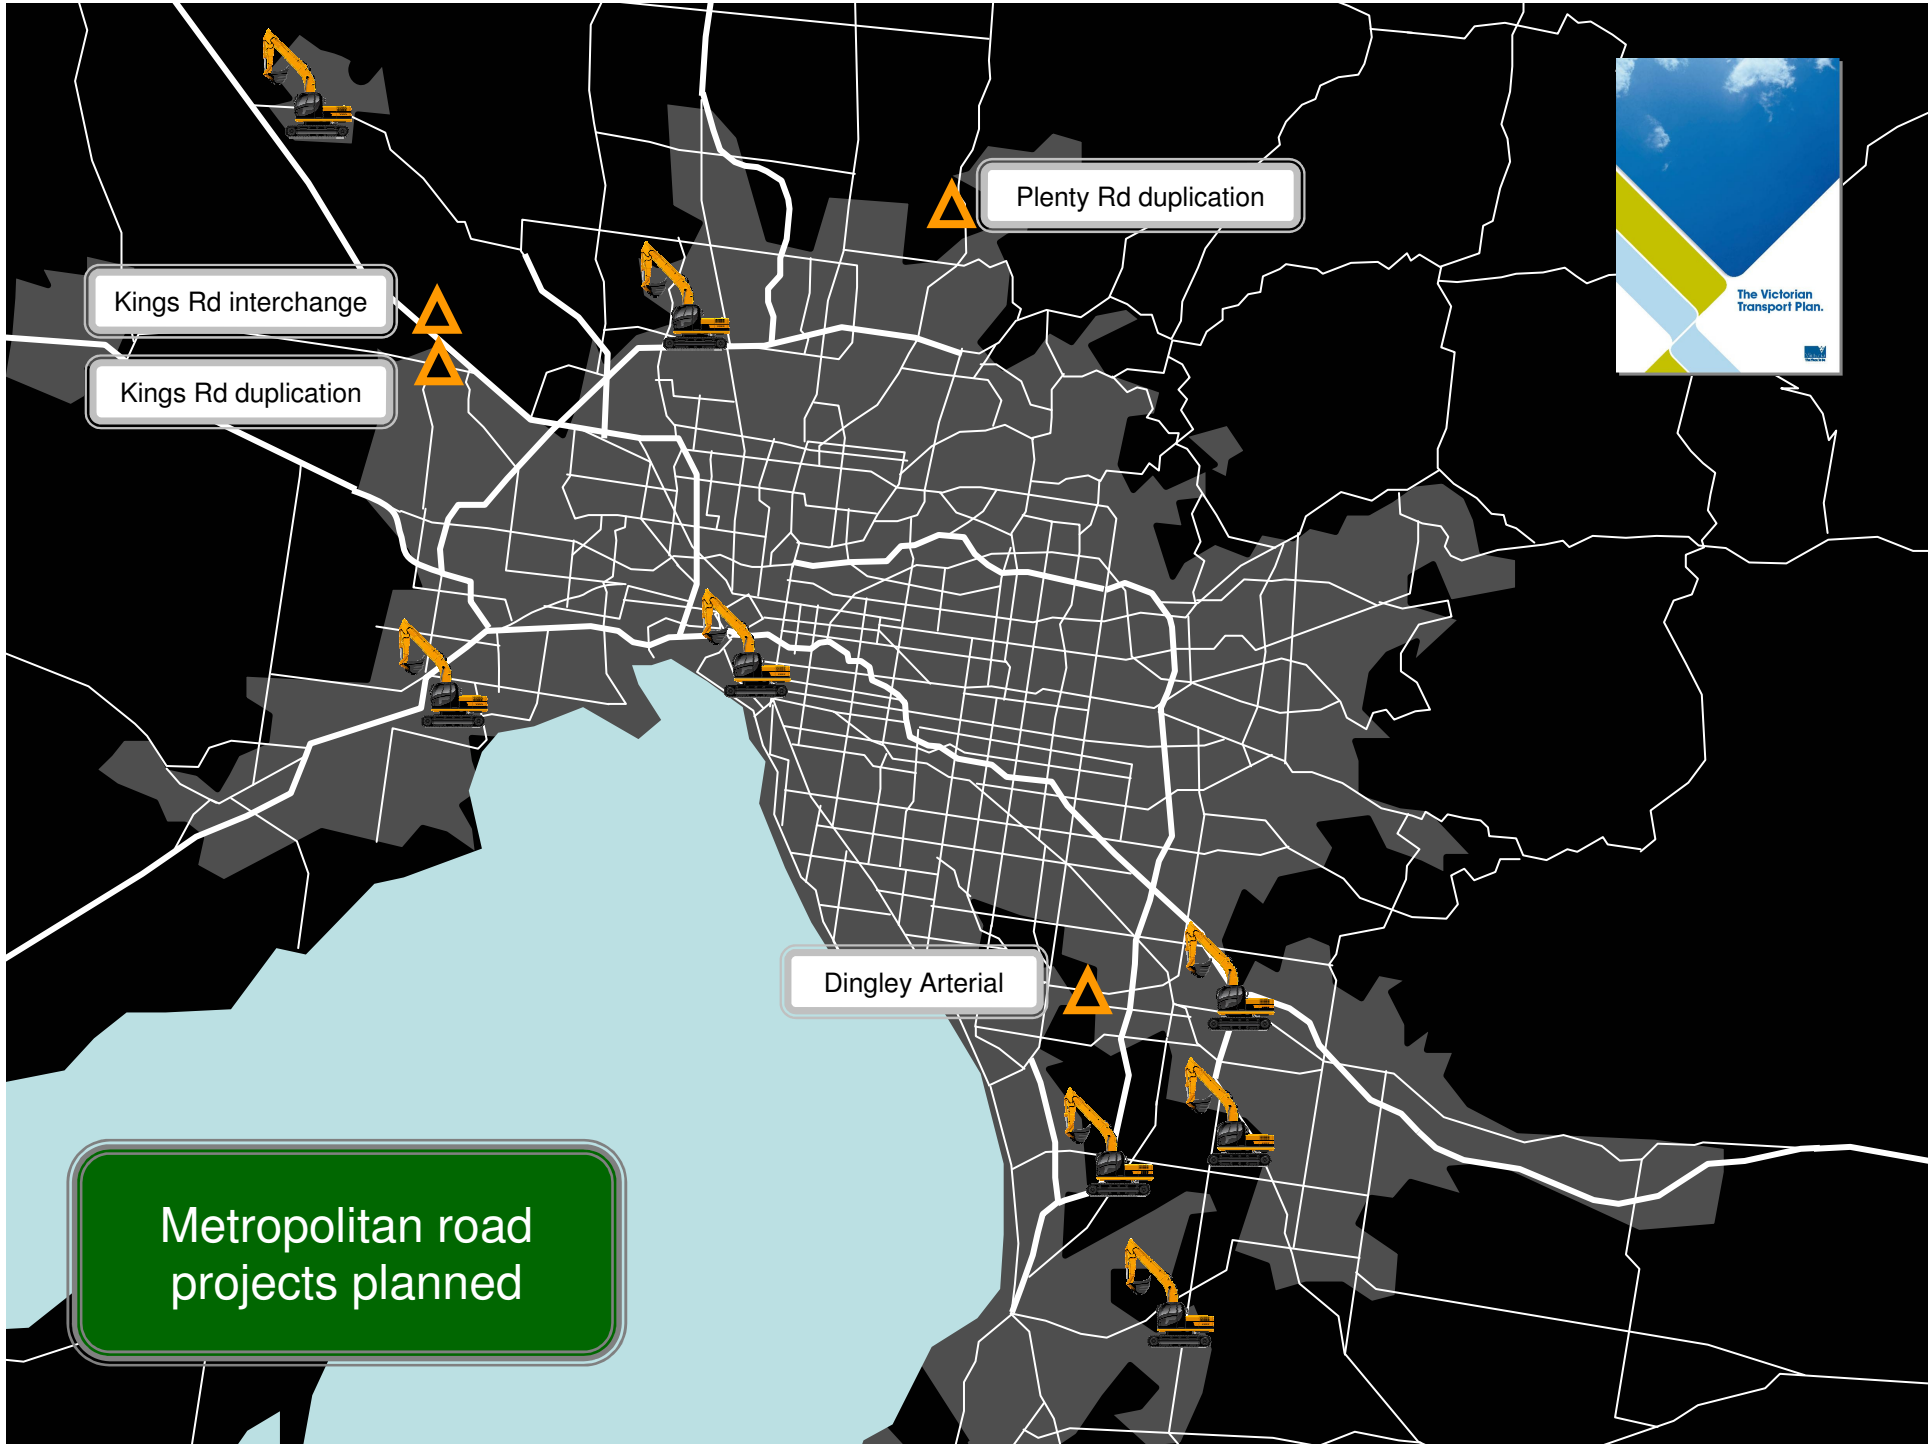 Plenty Rd duplication
Kings Rd interchange
Kings Rd duplication
The Victorian
Transport Plan.
Dingley Arterial
Metropolitan road
projects planned